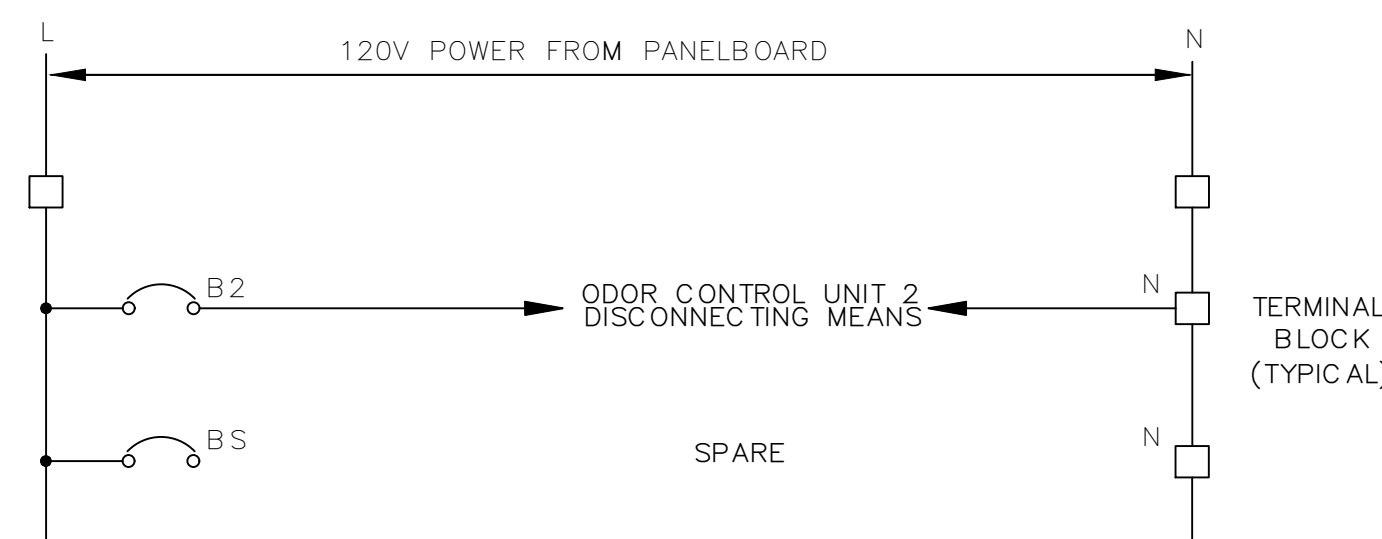 L
120V POWER FROM PANELBOARD
N
B2
ODOR CONTROL UNIT 2
DISCONNECTING MEANS
N
TERMINAL
BLOCK
(TYPICAL)
BS
SPARE
N